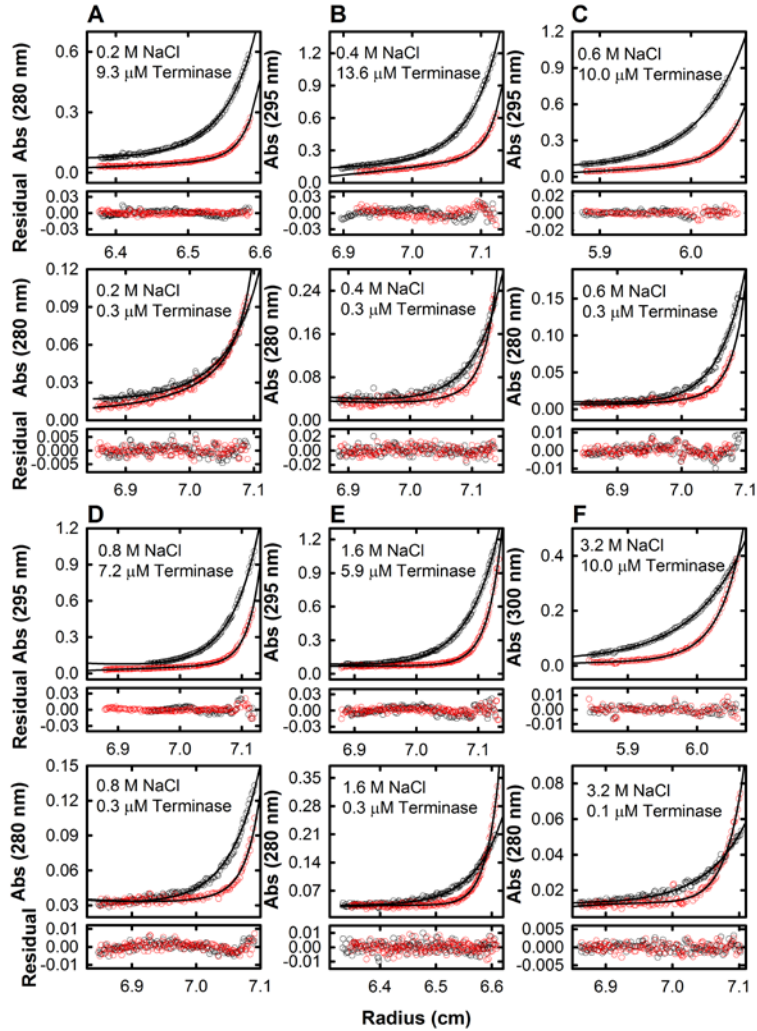 A B C
Abs (280 nm)
0.6
0.3
0.0
0.2 M NaCl
9.3 μM Terminase
Abs (295 nm)
1.2
0.9
0.6
0.3
0.0
0.4 M NaCl
13.6 μM Terminase
Abs (295 nm)
1.2
0.8
0.4
0.0
0.6 M NaCl
10.0 μM Terminase
Residual
0.03
0.00
-0.03
6.4 6.5 6.6
0.03
0.00
-0.03
6.9 7.0 7.1
0.02
0.00
-0.02
5.9 6.0
Abs (280 nm)
0.12
0.09
0.06
0.03
0.00
0.2 M NaCl
0.3 μM Terminase
Abs (280 nm)
0.24
0.16
0.08
0.00
0.4 M NaCl
0.3 μM Terminase
Abs (280 nm)
0.15
0.10
0.05
0.00
0.6 M NaCl
0.3 μM Terminase
Residual
0.005
0.000
-0.005
6.9 7.0 7.1
0.02
0.00
-0.02
6.9 7.0 7.1
0.01
0.00
-0.01
6.9 7.0 7.1
D E F
Abs (295 nm)
1.2
0.9
0.6
0.3
0.0
0.8 M NaCl
7.2 μM Terminase
Abs (295 nm)
1.2
0.9
0.6
0.3
0.0
1.6 M NaCl
5.9 μM Terminase
Abs (300 nm)
0.4
0.2
0.0
3.2 M NaCl
10.0 μM Terminase
Residual
0.03
0.00
-0.03
6.9 7.0 7.1
0.03
0.00
-0.03
6.9 7.0 7.1
0.01
0.00
-0.01
5.9 6.0
Abs (280 nm)
0.15
0.12
0.09
0.06
0.03
0.8 M NaCl
0.3 μM Terminase
Abs (280 nm)
0.35
0.28
0.21
0.14
0.07
1.6 M NaCl
0.3 μM Terminase
Abs (280 nm)
0.08
0.06
0.04
0.02
3.2 M NaCl
0.1 μM Terminase
Residual
0.01
0.00
-0.01
6.9 7.0 7.1
0.01
0.00
-0.01
6.4 6.5 6.6
0.005
0.000
-0.005
6.9 7.0 7.1
Radius (cm)